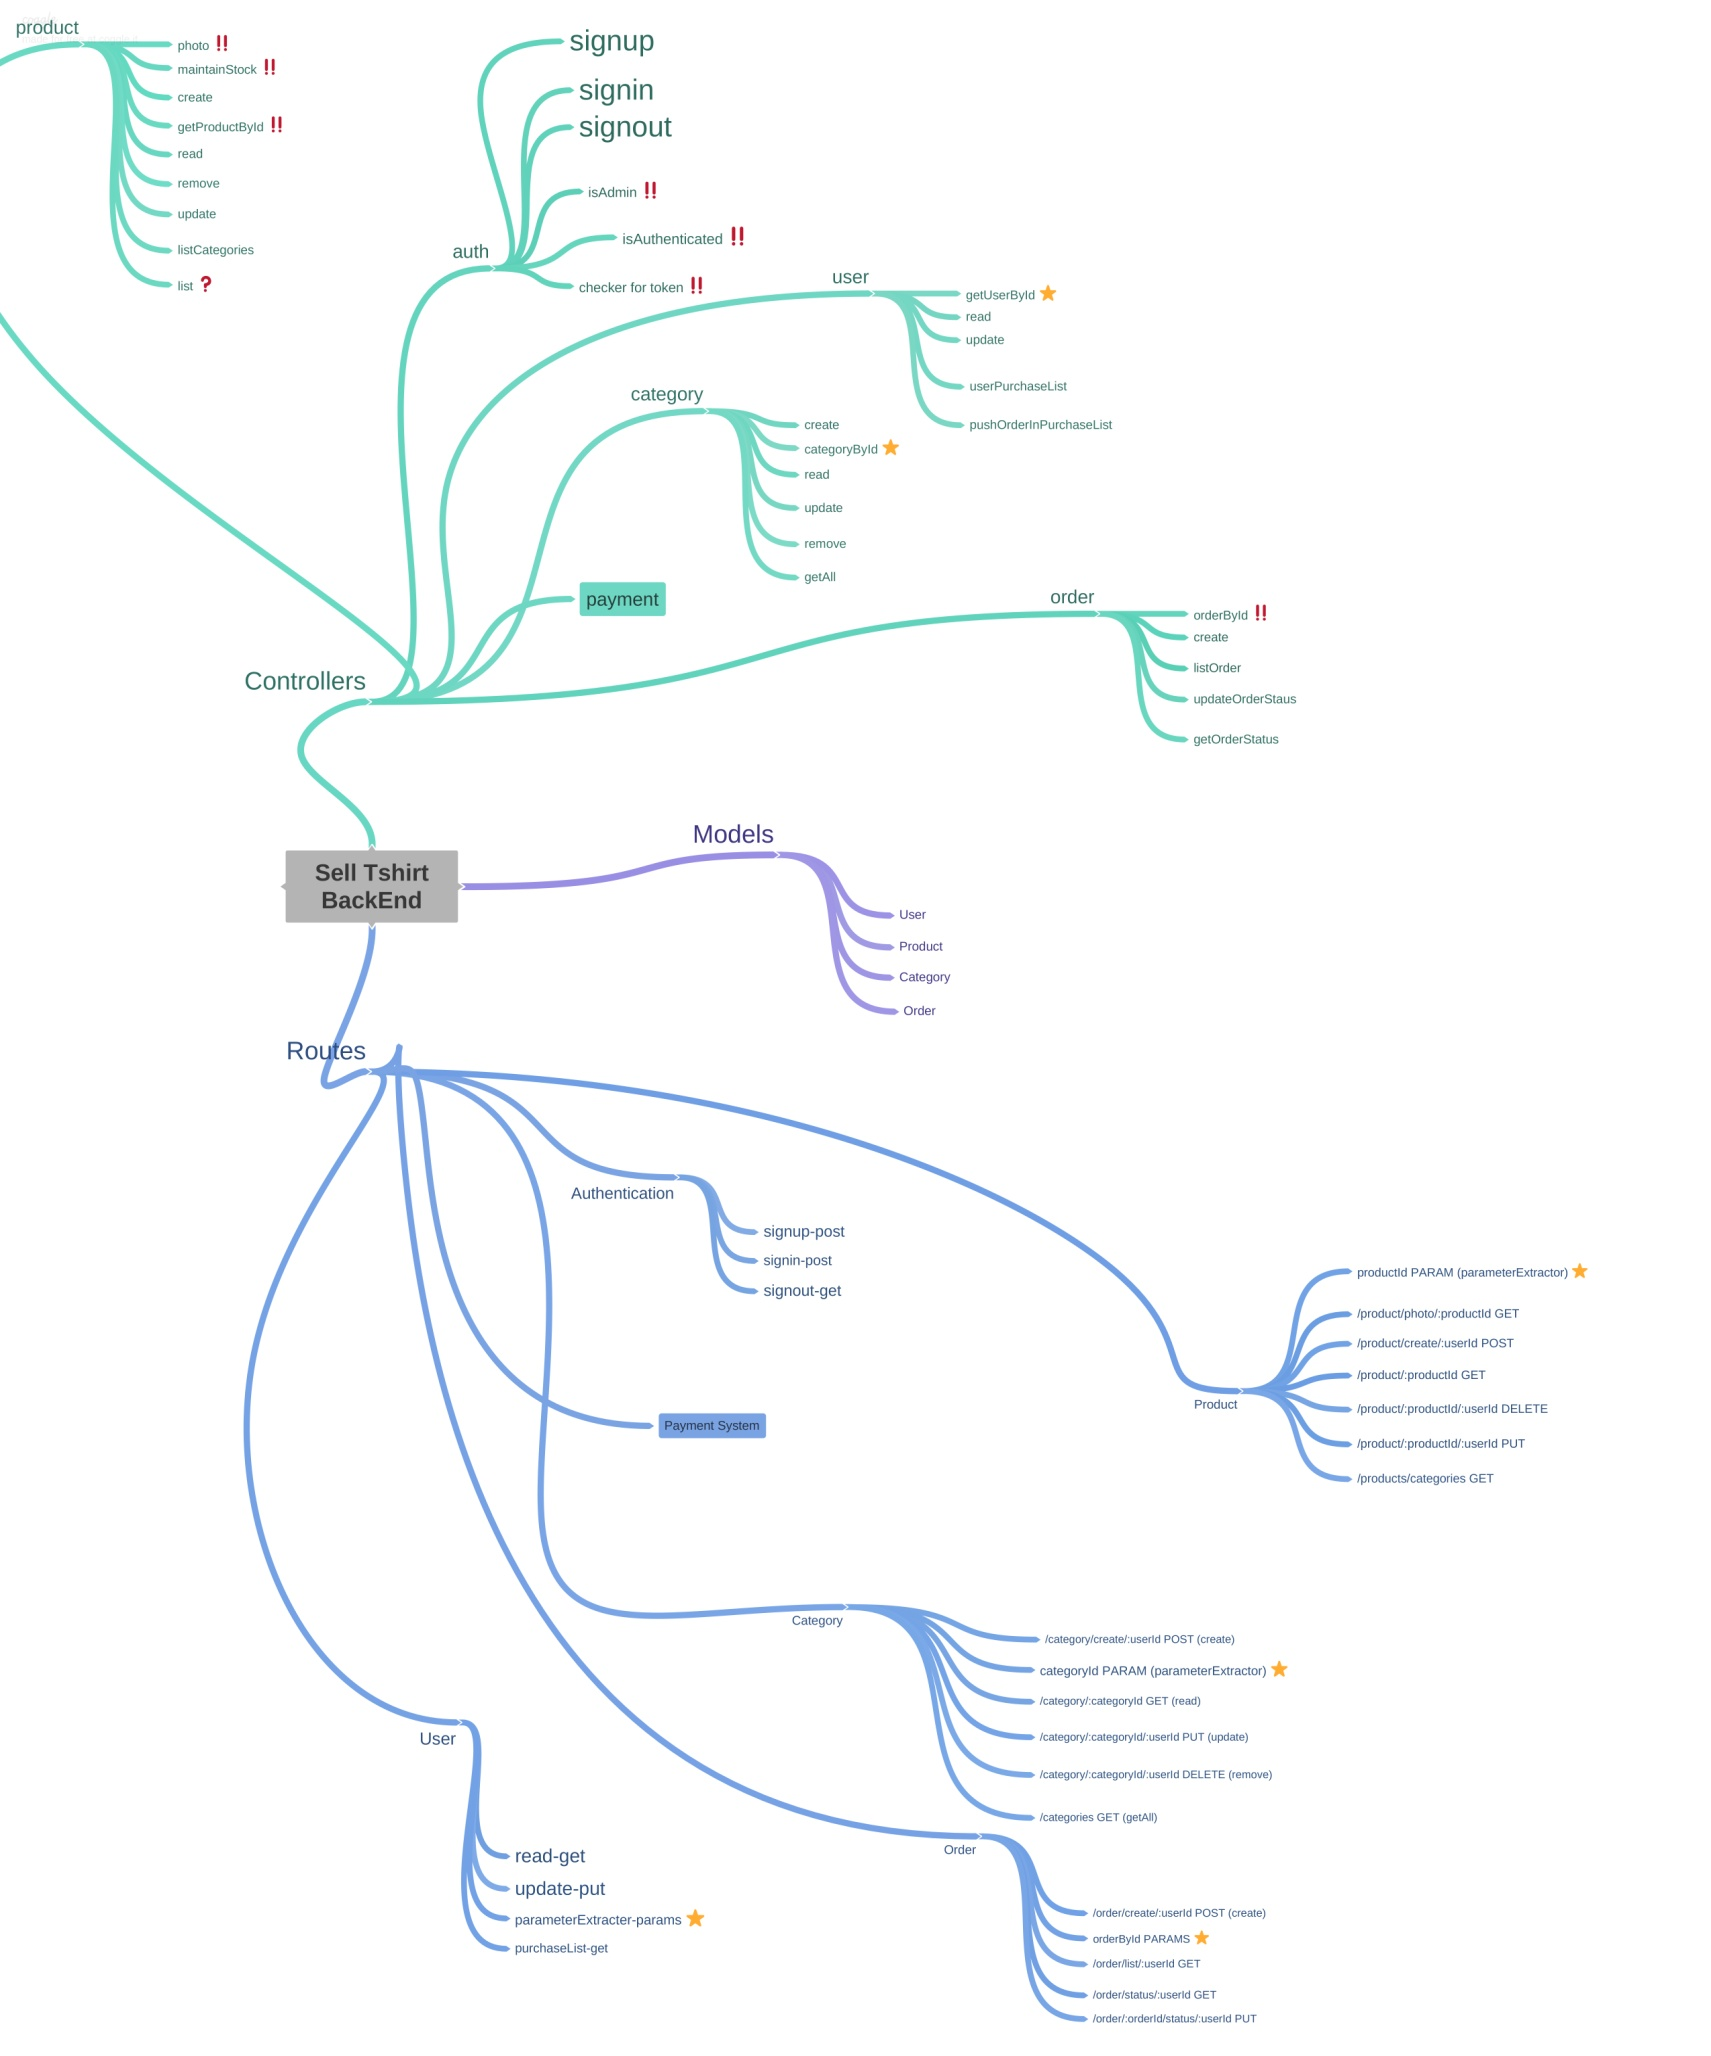 product
photo
maintainStock
create
getProductById
read
remove
update
listCategories
list
auth
signup
signin
signout
isAdmin
isAuthenticated
checker for token
user
getUserById
read
update
userPurchaseList
pushOrderInPurchaseList
category
create
categoryById
read
update
remove
getAll
payment
order
orderById
create
listOrder
updateOrderStaus
getOrderStatus
Controllers
Sell Tshirt
BackEnd
Models
User
Product
Category
Order
Routes
Authentication
signup-post
signin-post
signout-get
Product
productId PARAM (parameterExtractor)
/product/photo/:productId GET
/product/create/:userId POST
/product/:productId GET
/product/:productId/:userId DELETE
/product/:productId/:userId PUT
/products/categories GET
Payment System
Category
/category/create/:userId POST (create)
categoryId PARAM (parameterExtractor)
/category/:categoryId GET (read)
/category/:categoryId/:userId PUT (update)
/category/:categoryId/:userId DELETE (remove)
/categories GET (getAll)
User
read-get
update-put
parameterExtracter-params
purchaseList-get
Order
/order/create/:userId POST (create)
orderById PARAMS
/order/list/:userId GET
/order/status/:userId GET
/order/:orderId/status/:userId PUT